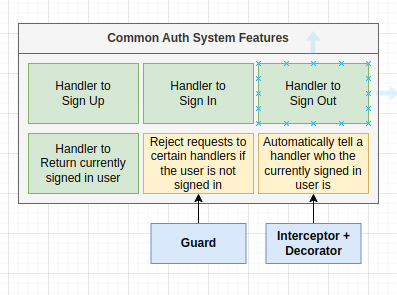 Common Auth System Features
Handler to
Sign Up
Handler to
Sign In
Handler to
Sign Out
Handler to
Return currently
signed in user
Reject requests to
certain handlers if
the user is not
signed in
Automatically tell a
handler who the
currently signed in
user is
Guard
Interceptor +
Decorator